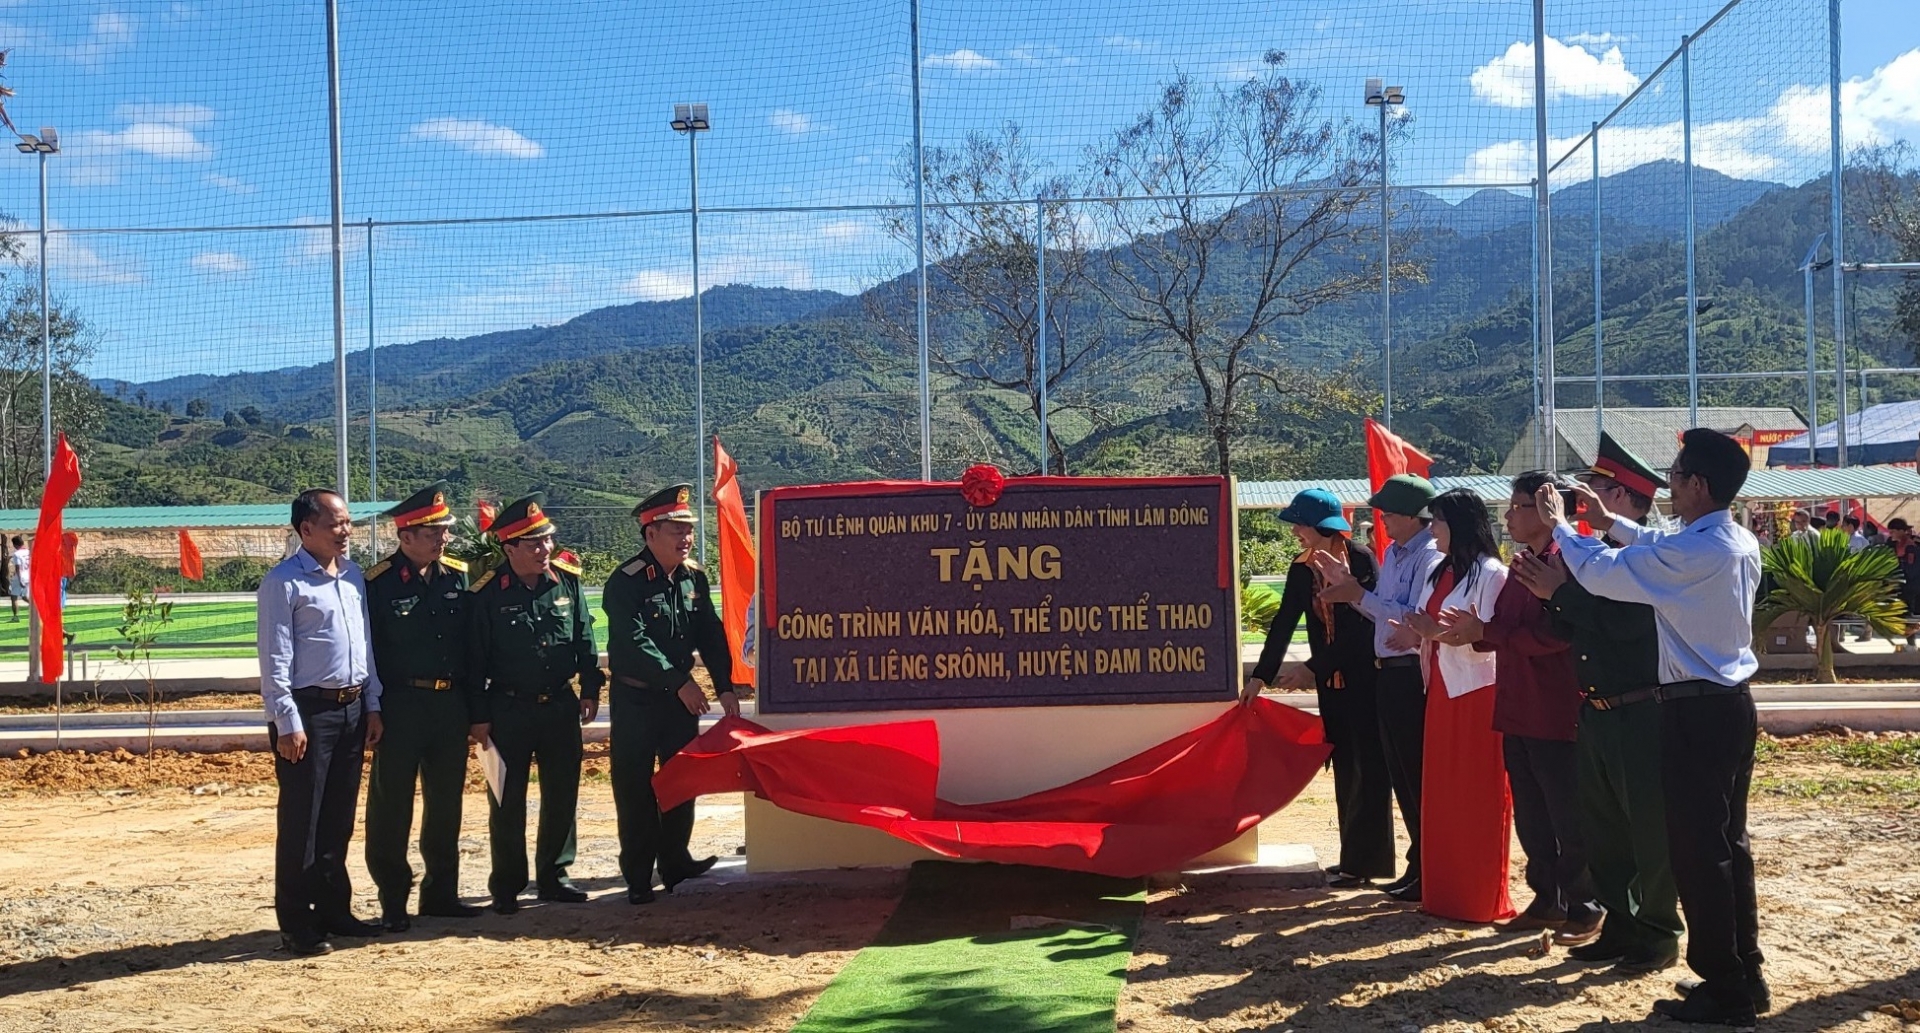 BỘ TƯ LỆNH QUÂN KHU 7 - ỦY BAN NHÂN DÂN TỈNH LÂM ĐỒNG
TẶNG
CÔNG TRÌNH VĂN HÓA, THỂ DỤC THỂ THAO
TẠI XÃ LIÊNG SRÔNH, HUYỆN ĐAM RÔNG
NƯỚC